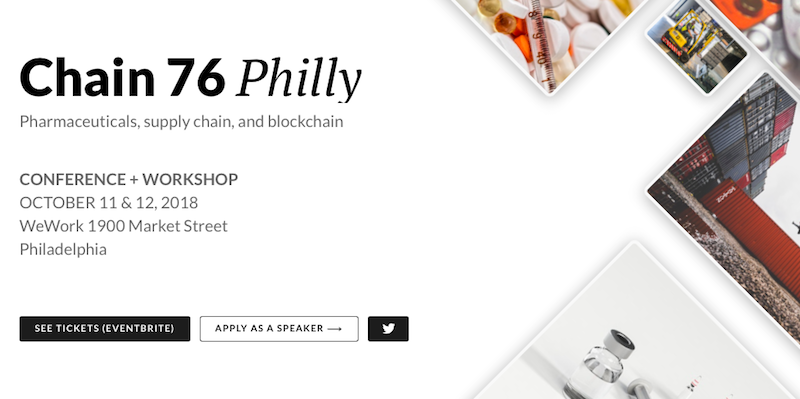 Chain 76 Philly
Pharmaceuticals, supply chain, and blockchain
CONFERENCE + WORKSHOP
OCTOBER 11 & 12, 2018
WeWork 1900 Market Street
Philadelphia
SEE TICKETS (EVENTBRITE)
APPLY AS A SPEAKER ⟶